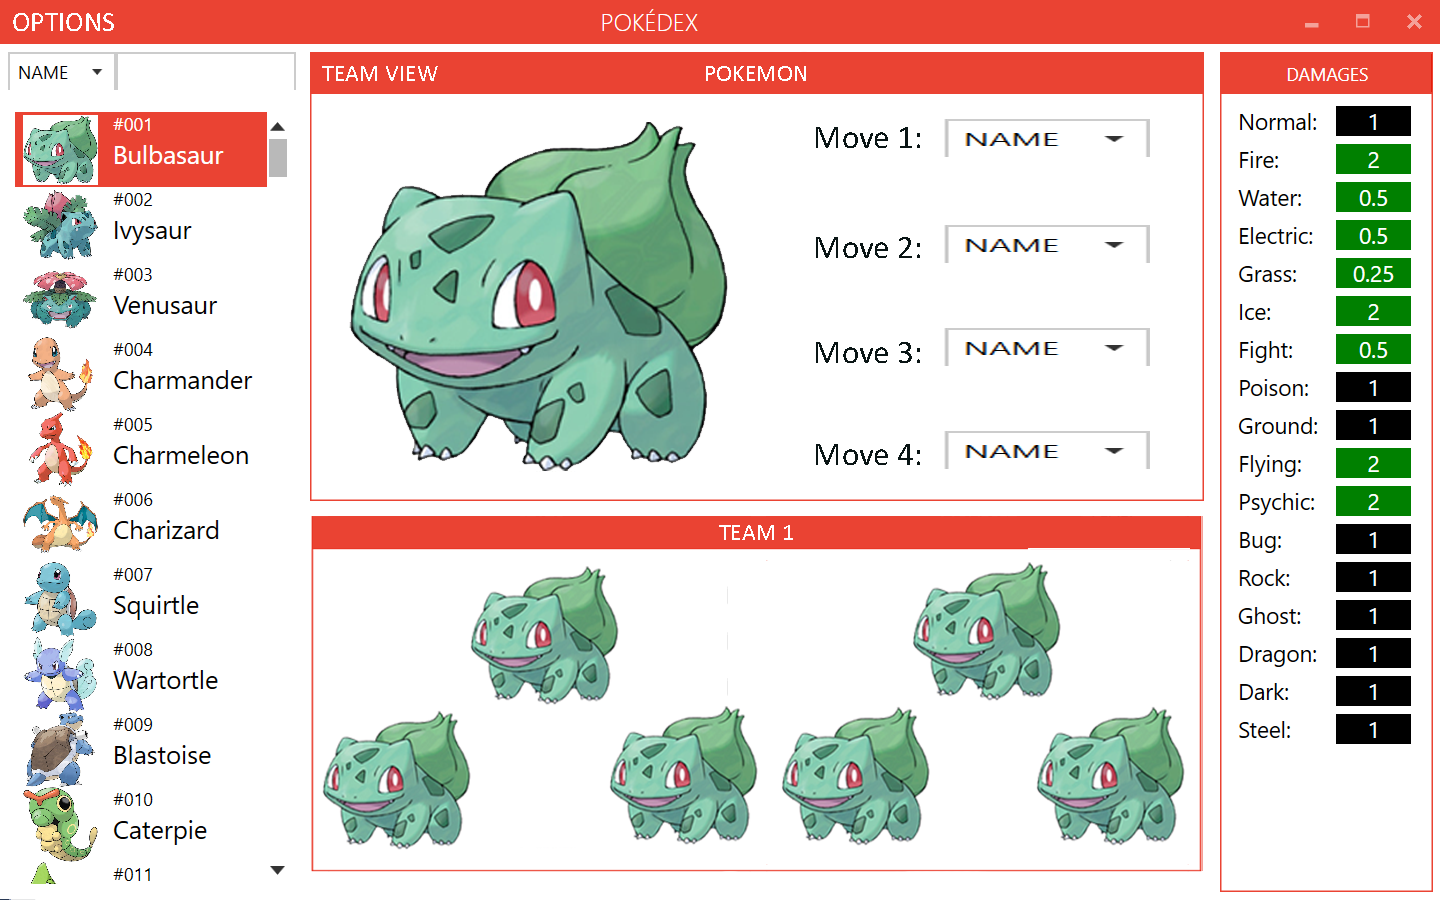 OPTIONS
POKÉDEX
NAME
#001
Bulbasaur
#002
Ivysaur
#003
Venusaur
#004
Charmander
#005
Charmeleon
#006
Charizard
#007
Squirtle
#008
Wartortle
#009
Blastoise
#010
Caterpie
#011
TEAM VIEW
POKEMON
Move 1: NAME
Move 2: NAME
Move 3: NAME
Move 4: NAME
TEAM 1
DAMAGES
Normal: 1
Fire: 2
Water: 0.5
Electric: 0.5
Grass: 0.25
Ice: 2
Fight: 0.5
Poison: 1
Ground: 1
Flying: 2
Psychic: 2
Bug: 1
Rock: 1
Ghost: 1
Dragon: 1
Dark: 1
Steel: 1